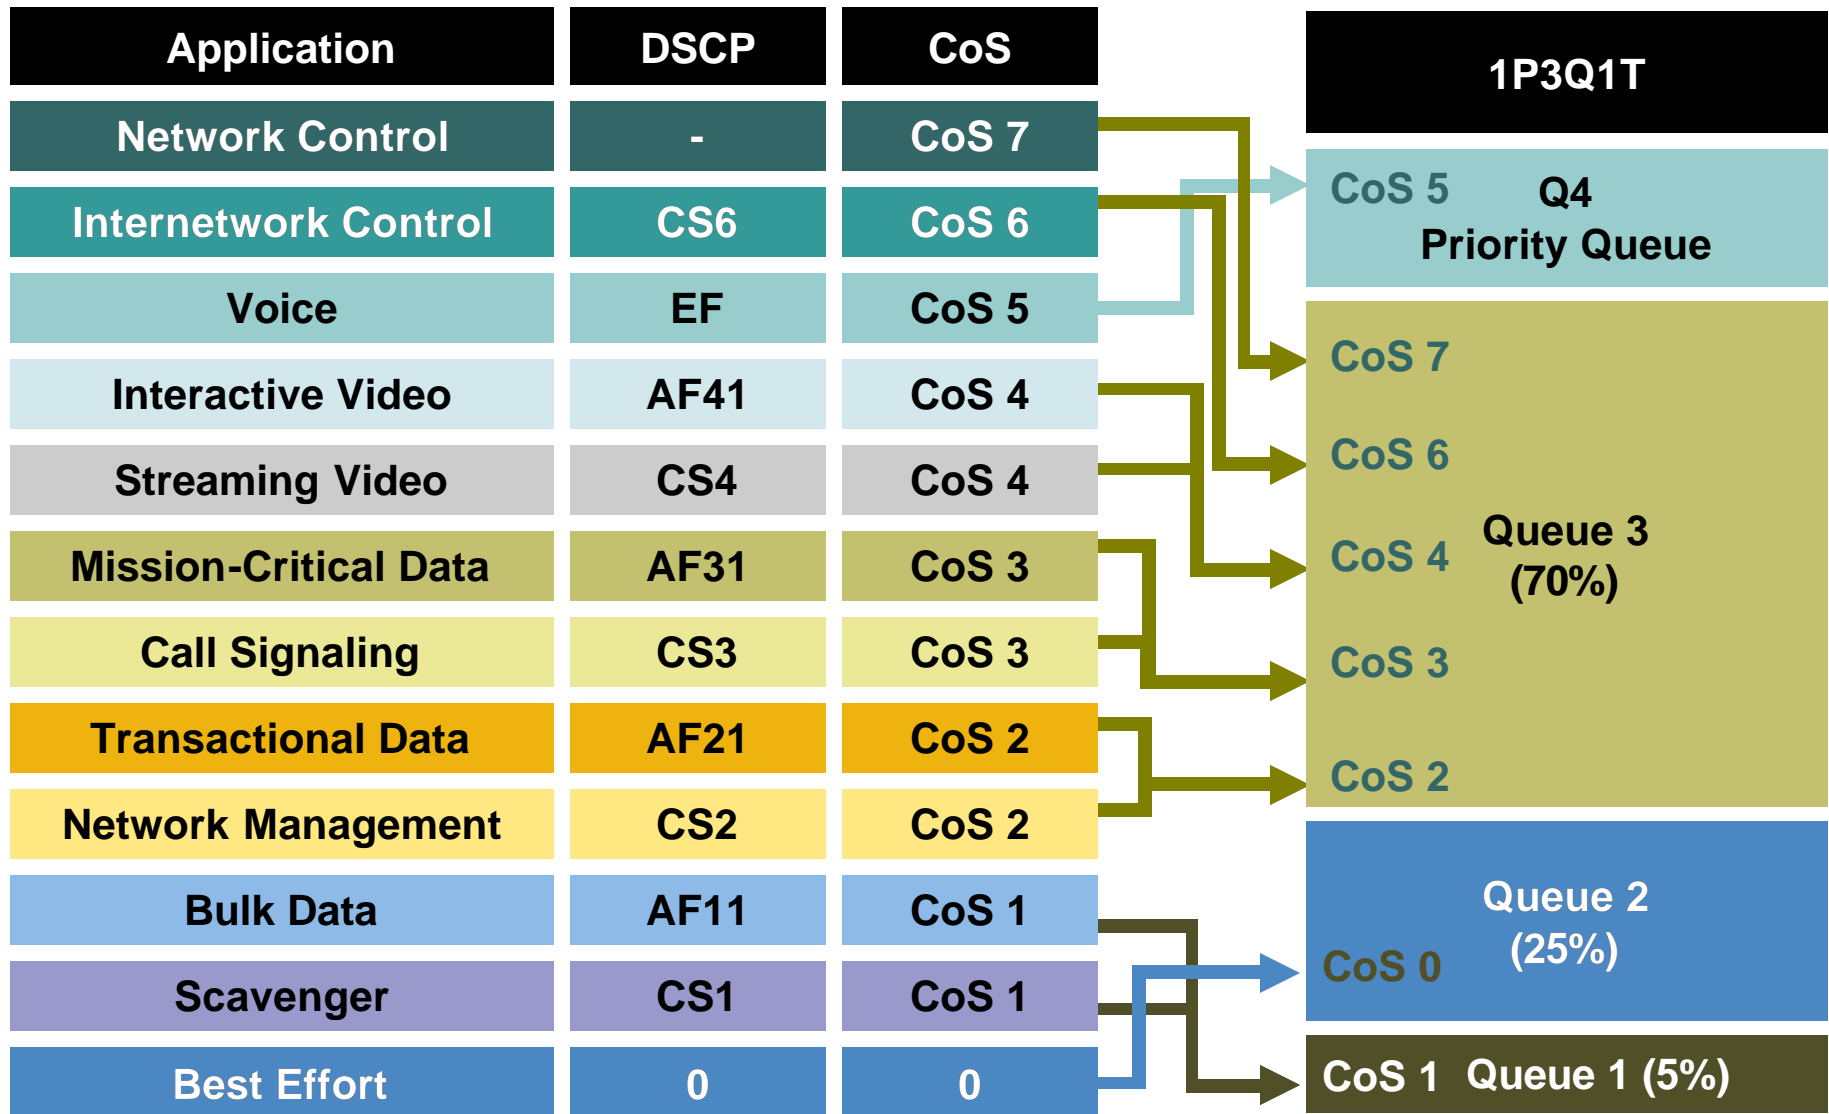 Application DSCP CoS
Network Control - CoS 7
Internetwork Control CS6 CoS 6
Voice EF CoS 5
Interactive Video AF41 CoS 4
Streaming Video CS4 CoS 4
Mission-Critical Data AF31 CoS 3
Call Signaling CS3 CoS 3
Transactional Data AF21 CoS 2
Network Management CS2 CoS 2
Bulk Data AF11 CoS 1
Scavenger CS1 CoS 1
Best Effort 0 0
1P3Q1T
CoS 5 Q4
Priority Queue
CoS 7
CoS 6
Queue 3
CoS 4
(70%)
CoS 3
CoS 2
Queue 2
(25%)
CoS 0
CoS 1 Queue 1 (5%)